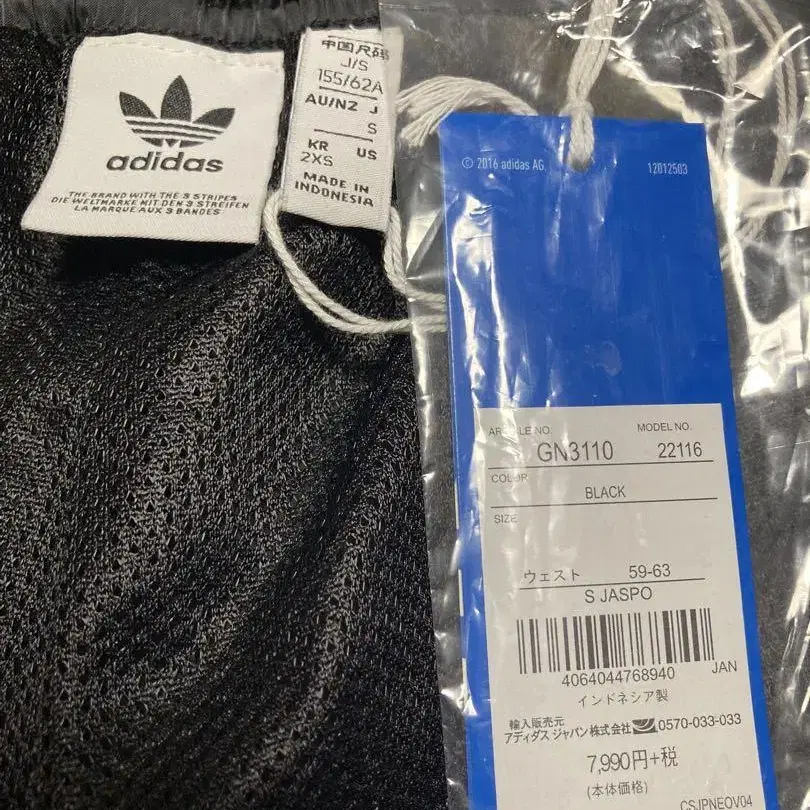 adidas
THE BRAND WITH THE 3 STRIPES
DIE WELTMARKE MIT DEN 3 STREIFEN
LA MARQUE AUX 3 BANDES
中国尺码
J/S
155/62A
AU/NZ J
S
KR US
2XS
MADE IN
INDONESIA
© 2016 adidas AG. 12012503
ARTICLE NO. MODEL NO.
GN3110 22116
COLOR
BLACK
SIZE
ウェスト 59-63
S JASPO
4064044768940 JAN
インドネシア製
輸入販売元
アディダス ジャパン株式会社 0570-033-033
7,990円+税
(本体価格)
CSJPNEOV04